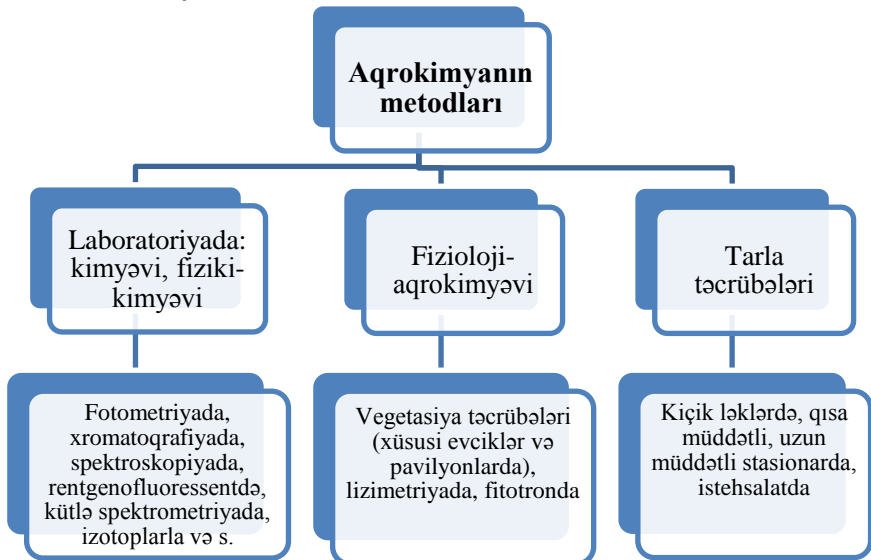 Aqrokimyanın
metodları
Laboratoriyada:
kimyəvi, fiziki-
kimyəvi
Fizioloji-
aqrokimyəvi
Tarla
təcrübələri
Fotometriyada,
xromatoqrafiyada,
spektroskopiyada,
rentgenofluoressentdə,
kütlə spektrometriyada,
izotoplarla və s.
Vegetasiya təcrübələri
(xüsusi evciklər və
pavilyonlarda),
lizimetriyada, fitotronda
Kiçik ləklərdə, qısa
müddətli, uzun
müddətli stasionarda,
istehsalatda